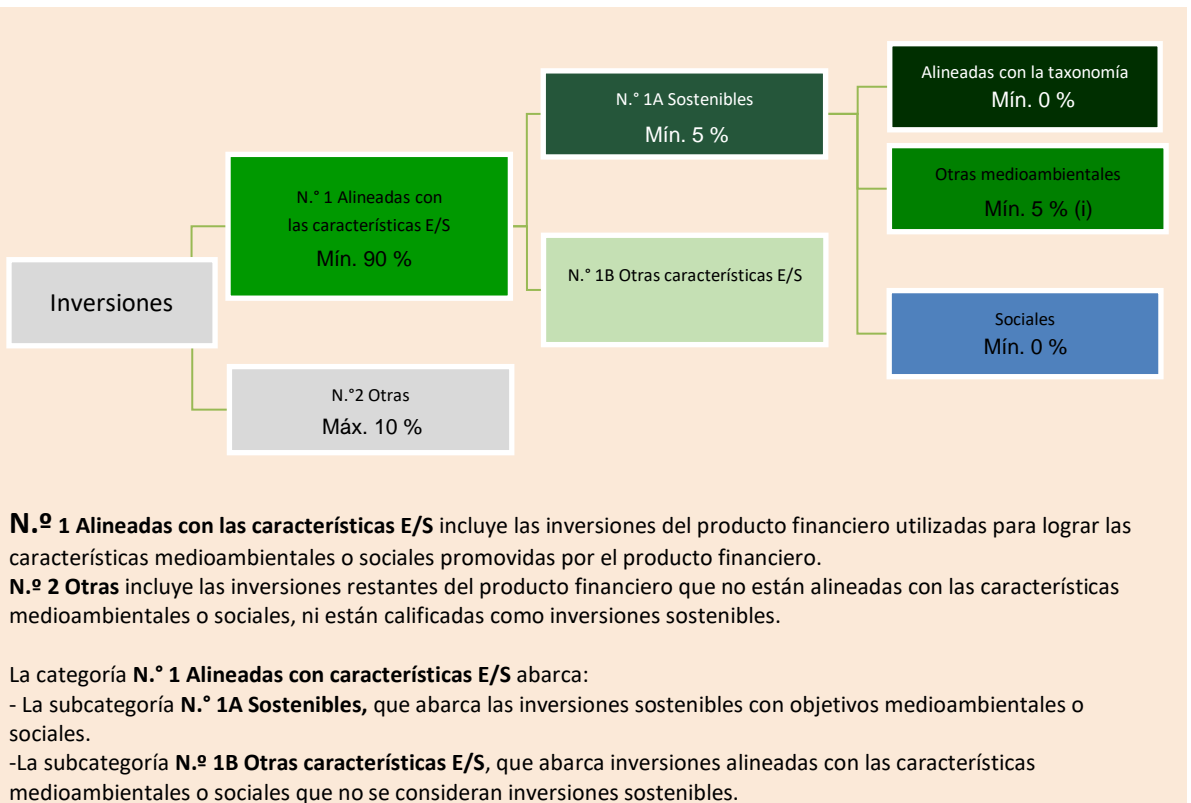 Alineadas con la taxonomía
Mín. 0 %
N.° 1A Sostenibles
Mín. 5 %
Otras medioambientales
Mín. 5 % (i)
N.° 1 Alineadas con
las características E/S
Mín. 90 %
N.° 1B Otras características E/S
Inversiones
Sociales
Mín. 0 %
N.°2 Otras
Máx. 10 %
N.º 1 Alineadas con las características E/S incluye las inversiones del producto financiero utilizadas para lograr las
características medioambientales o sociales promovidas por el producto financiero.
N.º 2 Otras incluye las inversiones restantes del producto financiero que no están alineadas con las características
medioambientales o sociales, ni están calificadas como inversiones sostenibles.
La categoría N.° 1 Alineadas con características E/S abarca:
- La subcategoría N.° 1A Sostenibles, que abarca las inversiones sostenibles con objetivos medioambientales o
sociales.
-La subcategoría N.º 1B Otras características E/S, que abarca inversiones alineadas con las características
medioambientales o sociales que no se consideran inversiones sostenibles.